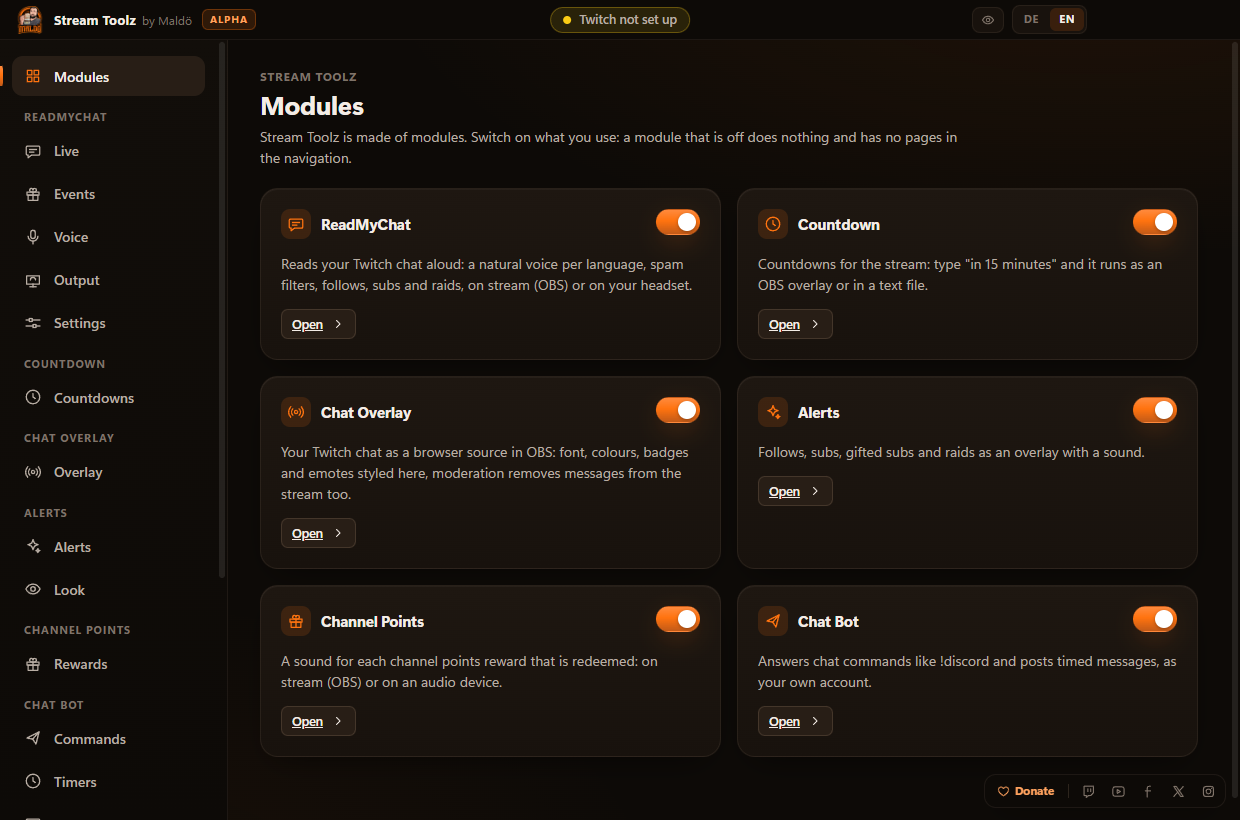 Stream Toolz by Maldö ALPHA
Twitch not set up
DE EN
Modules
READMYCHAT
Live
Events
Voice
Output
Settings
COUNTDOWN
Countdowns
CHAT OVERLAY
Overlay
ALERTS
Alerts
Look
CHANNEL POINTS
Rewards
CHAT BOT
Commands
Timers
STREAM TOOLZ
Modules
Stream Toolz is made of modules. Switch on what you use: a module that is off does nothing and has no pages in
the navigation.
ReadMyChat
Reads your Twitch chat aloud: a natural voice per language, spam
filters, follows, subs and raids, on stream (OBS) or on your headset.
Open
Countdown
Countdowns for the stream: type "in 15 minutes" and it runs as an
OBS overlay or in a text file.
Open
Chat Overlay
Your Twitch chat as a browser source in OBS: font, colours, badges
and emotes styled here, moderation removes messages from the
stream too.
Open
Alerts
Follows, subs, gifted subs and raids as an overlay with a sound.
Open
Channel Points
A sound for each channel points reward that is redeemed: on
stream (OBS) or on an audio device.
Open
Chat Bot
Answers chat commands like !discord and posts timed messages, as
your own account.
Open
Donate